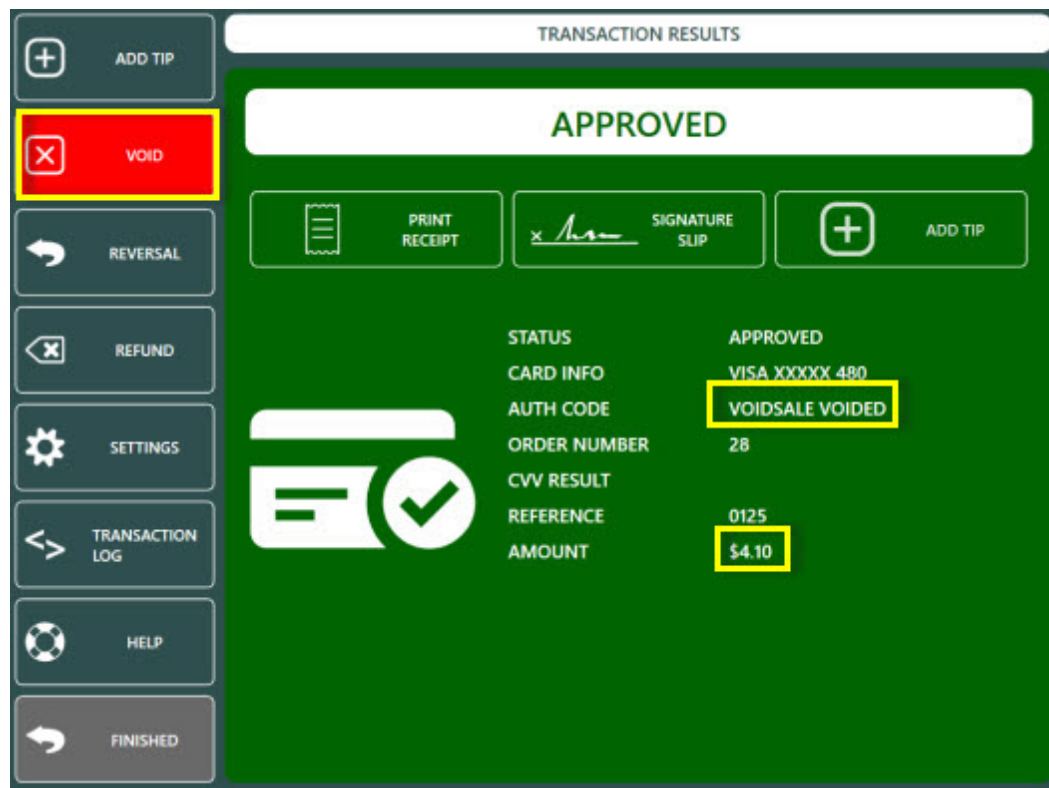 ADD TIP
VOID
REVERSAL
REFUND
SETTINGS
TRANSACTION
LOG
HELP
FINISHED
TRANSACTION RESULTS
APPROVED
PRINT
RECEIPT
SIGNATURE
SLIP
ADD TIP
STATUS APPROVED
CARD INFO VISA XXXXX 480
AUTH CODE VOIDSALE VOIDED
ORDER NUMBER 28
CVV RESULT
REFERENCE 0125
AMOUNT $4.10